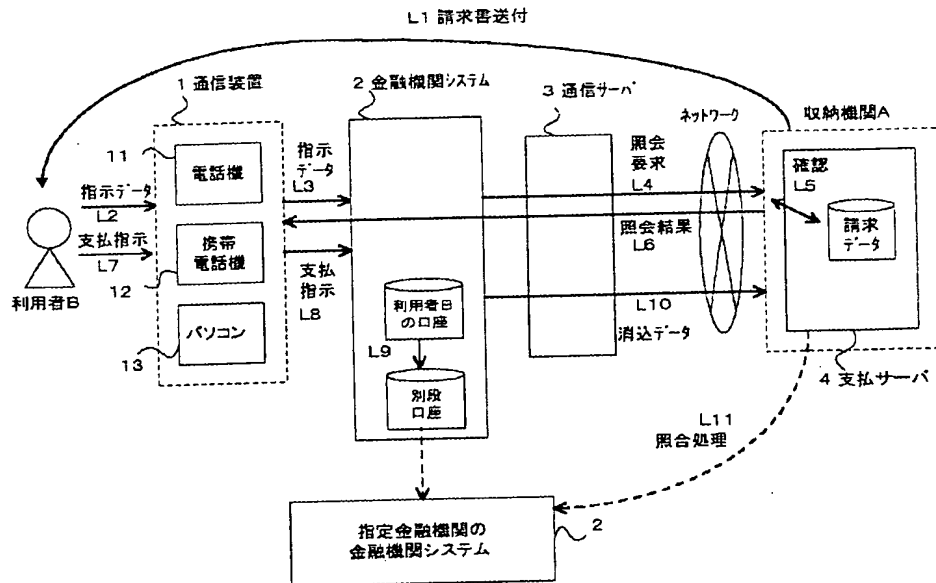 L1 請求書送付
1 通信装置
2 金融機関システム
3 通信サーバ
ネットワーク
収納機関A
11
電話機
指示データ
L2
支払指示
L7
利用者B
携帯
電話機
12
パソコン
13
指示
データ
L3
支払
指示
L8
利用者B
の口座
L9
別段
口座
照会
要求
L4
照会結果
L6
L10
消込データ
確認
L5
請求
データ
4 支払サーバ
L11
照合処理
指定金融機関の
金融機関システム
2